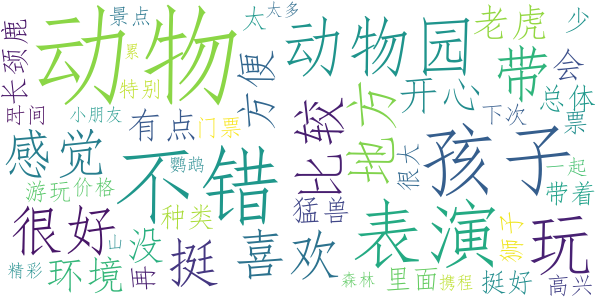 长颈鹿
景点
动物
累
特别
太
太多
方便
动物园
老虎
少
带
会
时间
小朋友
有点
门票
比较
地方
开心
总体
下次
票
感觉
不错
鹦鹉
很大
孩子
一起
带着
游玩
价格
种类
猛兽
表演
狮子
玩
很好
山
没
再
挺
喜欢
精彩
环境
森林
里面
携程
挺好
高兴